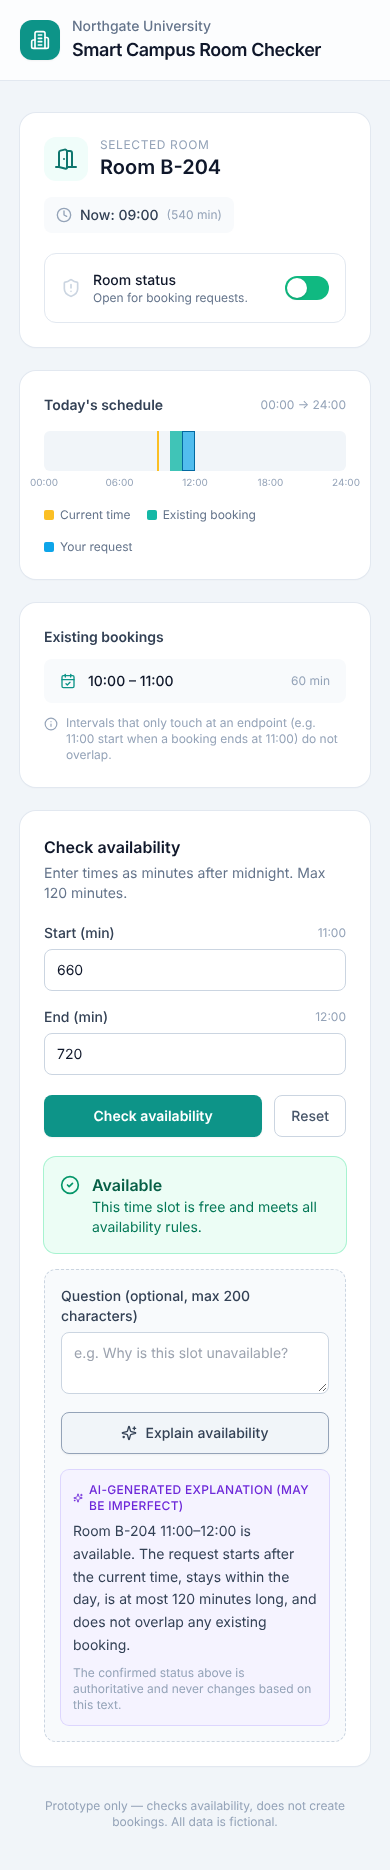 Northgate University
Smart Campus Room Checker
SELECTED ROOM
Room B-204
Now: 09:00 (540 min)
Room status
Open for booking requests.
Today's schedule 00:00 → 24:00
00:00 06:00 12:00 18:00 24:00
Current time Existing booking
Your request
Existing bookings
10:00 – 11:00 60 min
Intervals that only touch at an endpoint (e.g.
11:00 start when a booking ends at 11:00) do not
overlap.
Check availability
Enter times as minutes after midnight. Max
120 minutes.
Start (min) 11:00
660
End (min) 12:00
720
Check availability Reset
Available
This time slot is free and meets all
availability rules.
Question (optional, max 200
characters)
e.g. Why is this slot unavailable?
Explain availability
AI-GENERATED EXPLANATION (MAY
BE IMPERFECT)
Room B-204 11:00–12:00 is
available. The request starts after
the current time, stays within the
day, is at most 120 minutes long, and
does not overlap any existing
booking.
The confirmed status above is
authoritative and never changes based on
this text.
Prototype only — checks availability, does not create
bookings. All data is fictional.